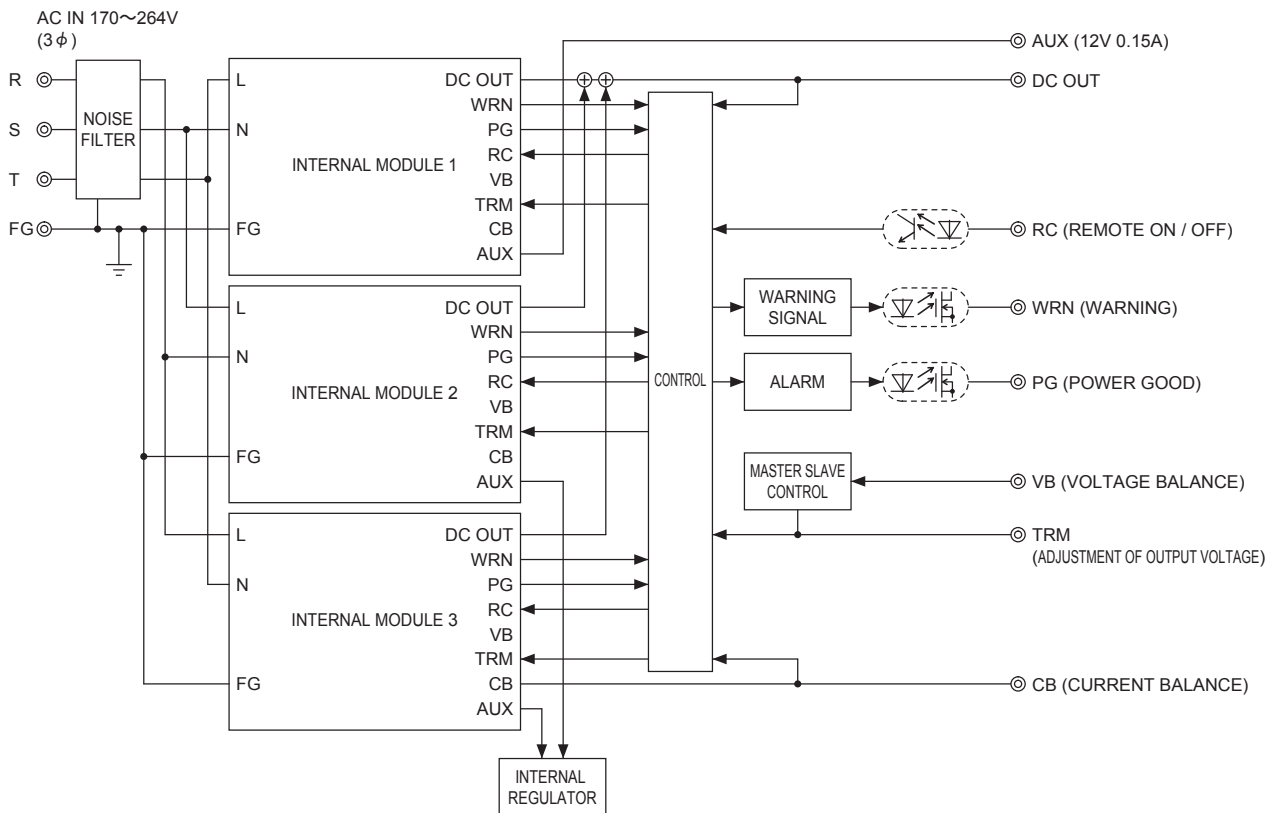 AC IN 170～264V
(3φ)
R
S
T
FG
NOISE
FILTER
L
N
FG
INTERNAL MODULE 1
DC OUT
WRN
PG
RC
VB
TRM
CB
AUX
L
N
FG
INTERNAL MODULE 2
DC OUT
WRN
PG
RC
VB
TRM
CB
AUX
L
N
FG
INTERNAL MODULE 3
DC OUT
WRN
PG
RC
VB
TRM
CB
AUX
INTERNAL
REGULATOR
CONTROL
WARNING
SIGNAL
ALARM
MASTER SLAVE
CONTROL
AUX (12V 0.15A)
DC OUT
RC (REMOTE ON / OFF)
WRN (WARNING)
PG (POWER GOOD)
VB (VOLTAGE BALANCE)
TRM
(ADJUSTMENT OF OUTPUT VOLTAGE)
CB (CURRENT BALANCE)